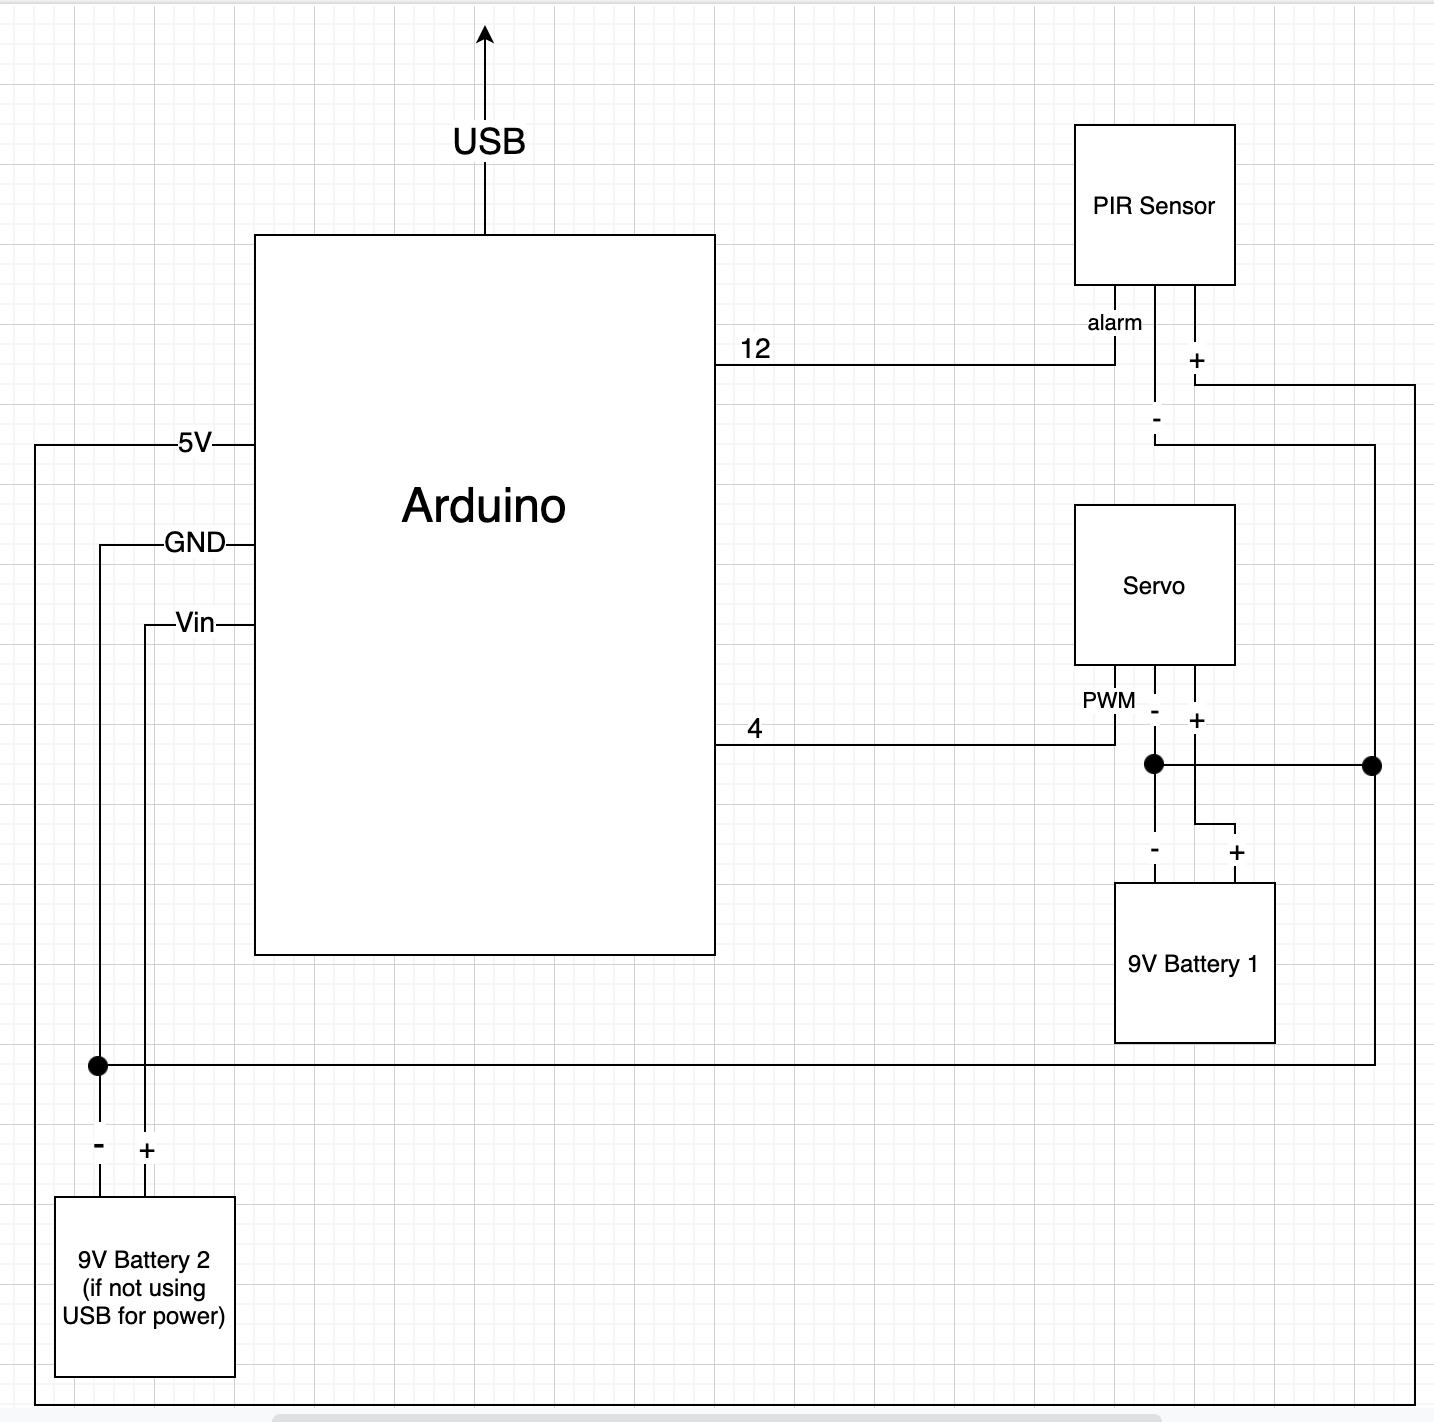 USB
PIR Sensor
alarm
12
+
-
5V
Arduino
GND
Servo
Vin
PWM
-
+
4
-
+
9V Battery 1
-
+
9V Battery 2
(if not using
USB for power)